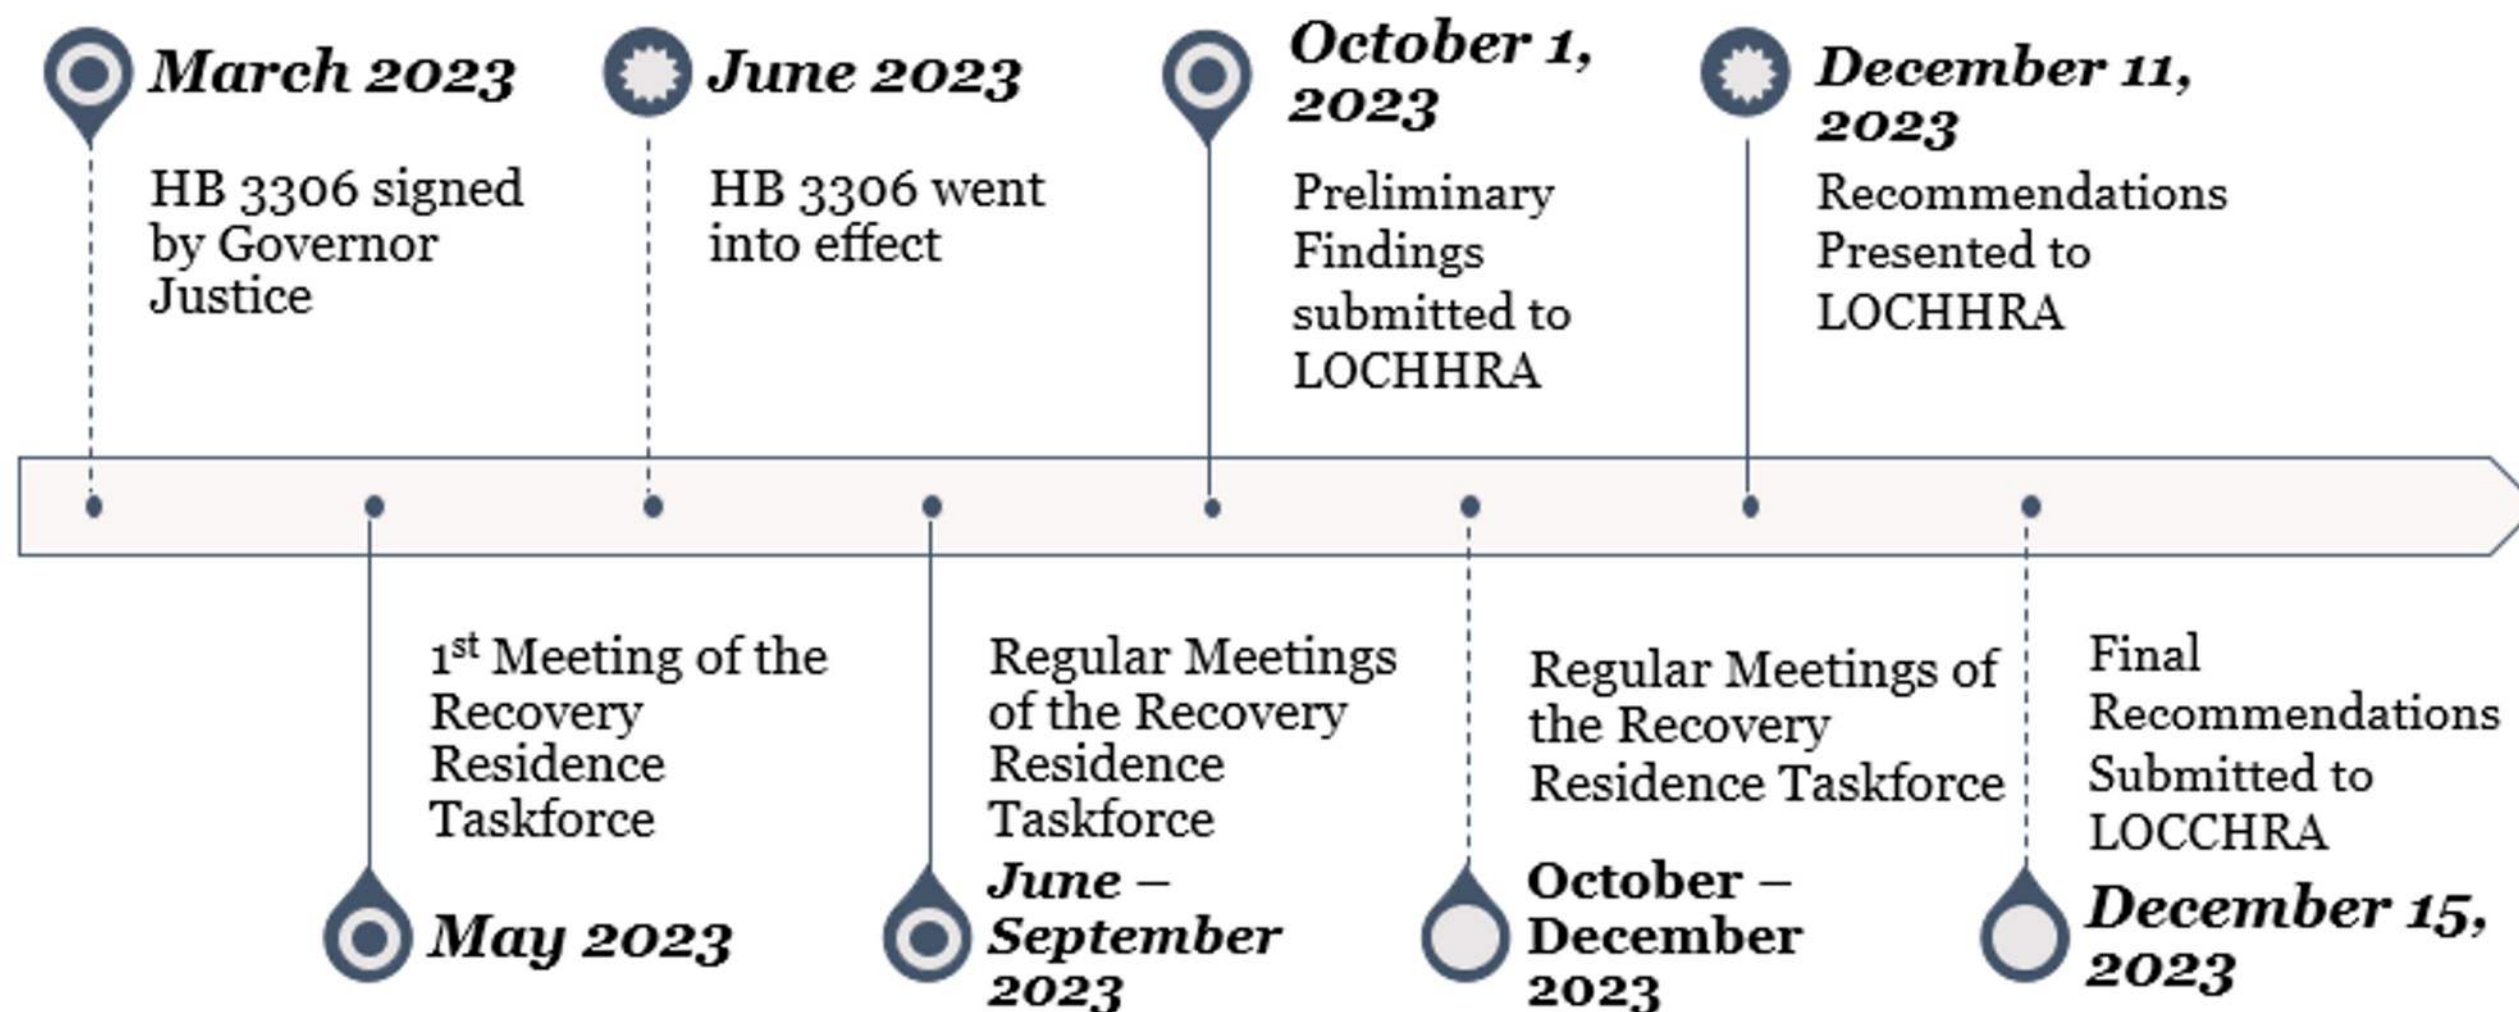 March 2023
HB 3306 signed
by Governor
Justice
June 2023
HB 3306 went
into effect
October 1,
2023
Preliminary
Findings
submitted to
LOCHHRA
December 11,
2023
Recommendations
Presented to
LOCHHRA
1st Meeting of the
Recovery
Residence
Taskforce
May 2023
Regular Meetings
of the Recovery
Residence
Taskforce
June –
September
2023
Regular Meetings of
the Recovery
Residence Taskforce
October –
December
2023
Final
Recommendations
Submitted to
LOCCHRA
December 15,
2023